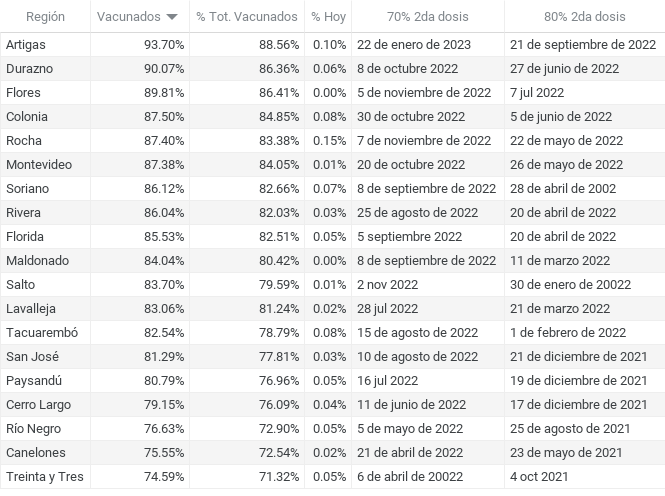 Región Vacunados % Tot. Vacunados % Hoy 70% 2da dosis 80% 2da dosis
Artigas 93.70% 88.56% 0.10% 22 de enero de 2023 21 de septiembre de 2022
Durazno 90.07% 86.36% 0.06% 8 de octubre 2022 27 de junio de 2022
Flores 89.81% 86.41% 0.00% 5 de noviembre de 2022 7 jul 2022
Colonia 87.50% 84.85% 0.08% 30 de octubre 2022 5 de junio de 2022
Rocha 87.40% 83.38% 0.15% 7 de noviembre de 2022 22 de mayo de 2022
Montevideo 87.38% 84.05% 0.01% 20 de octubre 2022 26 de mayo de 2022
Soriano 86.12% 82.66% 0.07% 8 de septiembre de 2022 28 de abril de 2002
Rivera 86.04% 82.03% 0.03% 25 de agosto de 2022 20 de abril de 2022
Florida 85.53% 82.51% 0.05% 5 septiembre 2022 20 de abril de 2022
Maldonado 84.04% 80.42% 0.00% 8 de septiembre de 2022 11 de marzo 2022
Salto 83.70% 79.59% 0.01% 2 nov 2022 30 de enero de 20022
Lavalleja 83.06% 81.24% 0.02% 28 jul 2022 21 de marzo 2022
Tacuarembó 82.54% 78.79% 0.08% 15 de agosto de 2022 1 de febrero de 2022
San José 81.29% 77.81% 0.03% 10 de agosto de 2022 21 de diciembre de 2021
Paysandú 80.79% 76.96% 0.05% 16 jul 2022 19 de diciembre de 2021
Cerro Largo 79.15% 76.09% 0.04% 11 de junio de 2022 17 de diciembre de 2021
Río Negro 76.63% 72.90% 0.05% 5 de mayo de 2022 25 de agosto de 2021
Canelones 75.55% 72.54% 0.02% 21 de abril de 2022 23 de mayo de 2021
Treinta y Tres 74.59% 71.32% 0.05% 6 de abril de 20022 4 oct 2021